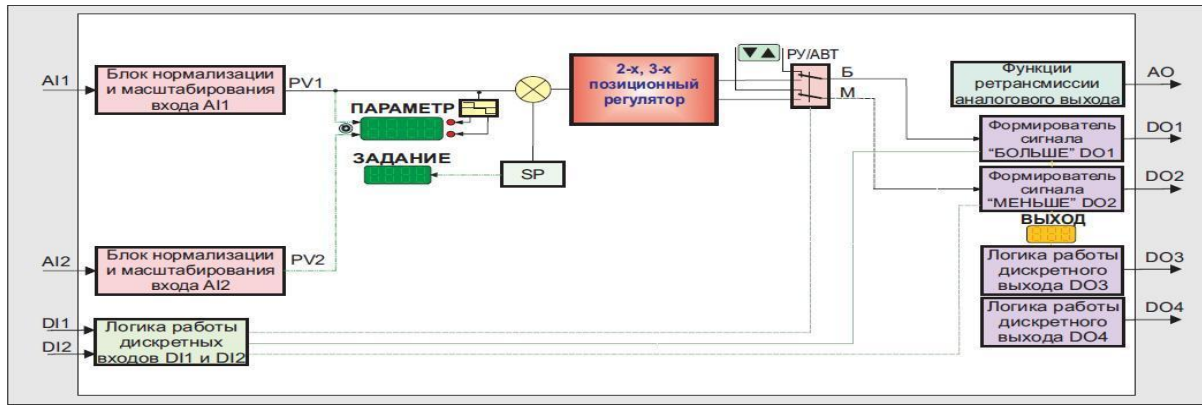 AI1
Блок нормализации
и масштабирования
входа AI1
PV1
ПАРАМЕТР
ЗАДАНИЕ
SP
2-х, 3-х
позиционный
регулятор
РУ/АВТ
Б
М
Функции
ретрансмиссии
аналогового выхода
AO
Формирователь
сигнала
“БОЛЬШЕ” DO1
DO1
Формирователь
сигнала
“МЕНЬШЕ” DO2
DO2
ВЫХОД
AI2
Блок нормализации
и масштабирования
входа AI2
PV2
Логика работы
дискретного
выхода DO3
DO3
DI1
DI2
Логика работы
дискретных
входов DI1 и DI2
Логика работы
дискретного
выхода DO4
DO4